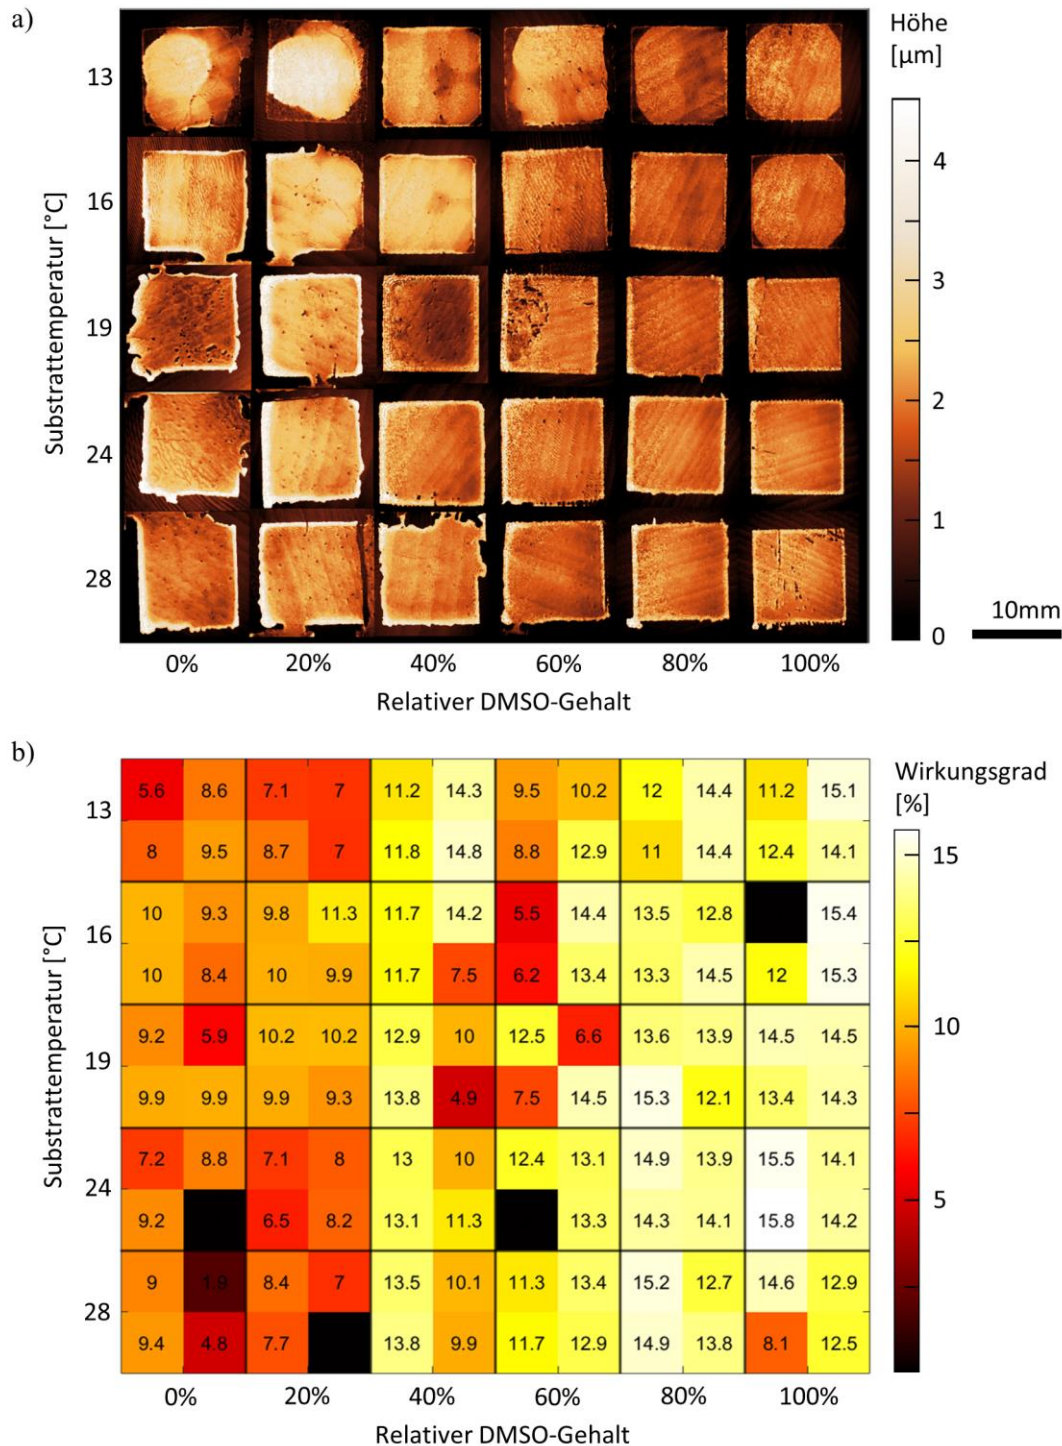 a)
Höhe
[µm]
13
16
19
24
28
Substrattemperatur [°C]
4
3
2
1
0
10mm
0% 20% 40% 60% 80% 100%
Relativer DMSO-Gehalt
b)
Wirkungsgrad
[%]
5.6 8.6 7.1 7 11.2 14.3 9.5 10.2 12 14.4 11.2 15.1
13
8 9.5 8.7 7 11.8 14.8 8.8 12.9 11 14.4 12.4 14.1
10 9.3 9.8 11.3 11.7 14.2 5.5 14.4 13.5 12.8 15.4
16
10 8.4 10 9.9 11.7 7.5 6.2 13.4 13.3 14.5 12 15.3
9.2 5.9 10.2 10.2 12.9 10 12.5 6.6 13.6 13.9 14.5 14.5
19
9.9 9.9 9.9 9.3 13.8 4.9 7.5 14.5 15.3 12.1 13.4 14.3
7.2 8.8 7.1 8 13 10 12.4 13.1 14.9 13.9 15.5 14.1
24
9.2 6.5 8.2 13.1 11.3 13.3 14.3 14.1 15.8 14.2
9 1.9 8.4 7 13.5 10.1 11.3 13.4 15.2 12.7 14.6 12.9
28
9.4 4.8 7.7 13.8 9.9 11.7 12.9 14.9 13.8 8.1 12.5
Substrattemperatur [°C]
15
10
5
0% 20% 40% 60% 80% 100%
Relativer DMSO-Gehalt